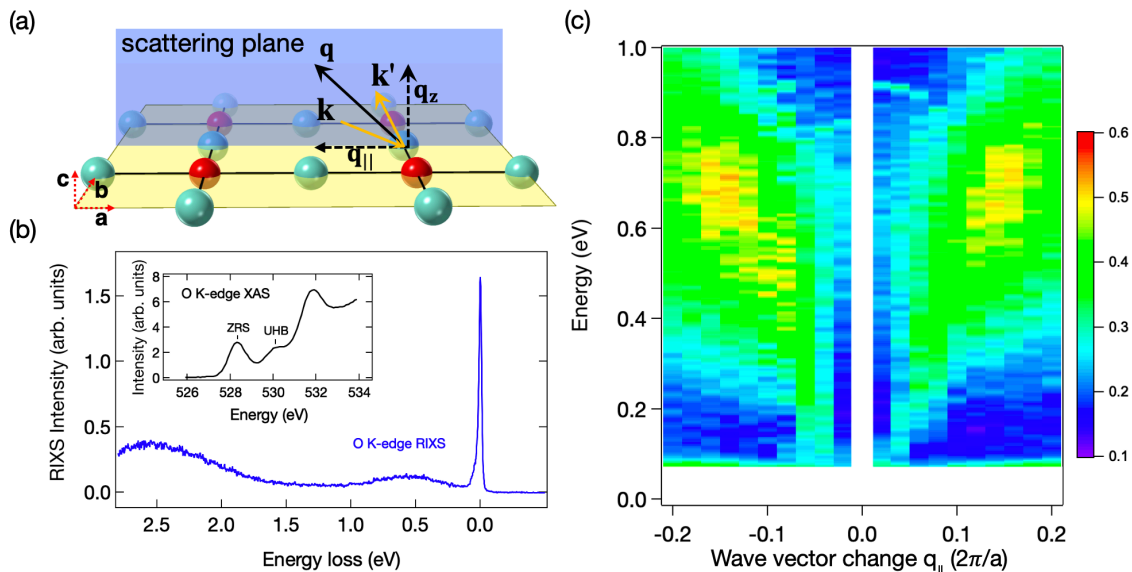 (a)
scattering plane
q
k'
q_z
k
q_||
c
b
a
(b)
RIXS Intensity (arb. units)
1.5
1.0
0.5
0.0
2.5
2.0
1.5
1.0
0.5
0.0
Energy loss (eV)
O K-edge RIXS
Intensity (arb. units)
8
6
4
2
0
O K-edge XAS
ZRS
UHB
526
528
530
532
534
Energy (eV)
(c)
Energy (eV)
1.0
0.8
0.6
0.4
0.2
0.0
-0.2
-0.1
0.0
0.1
0.2
Wave vector change q_|| (2π/a)
0.6
0.5
0.4
0.3
0.2
0.1